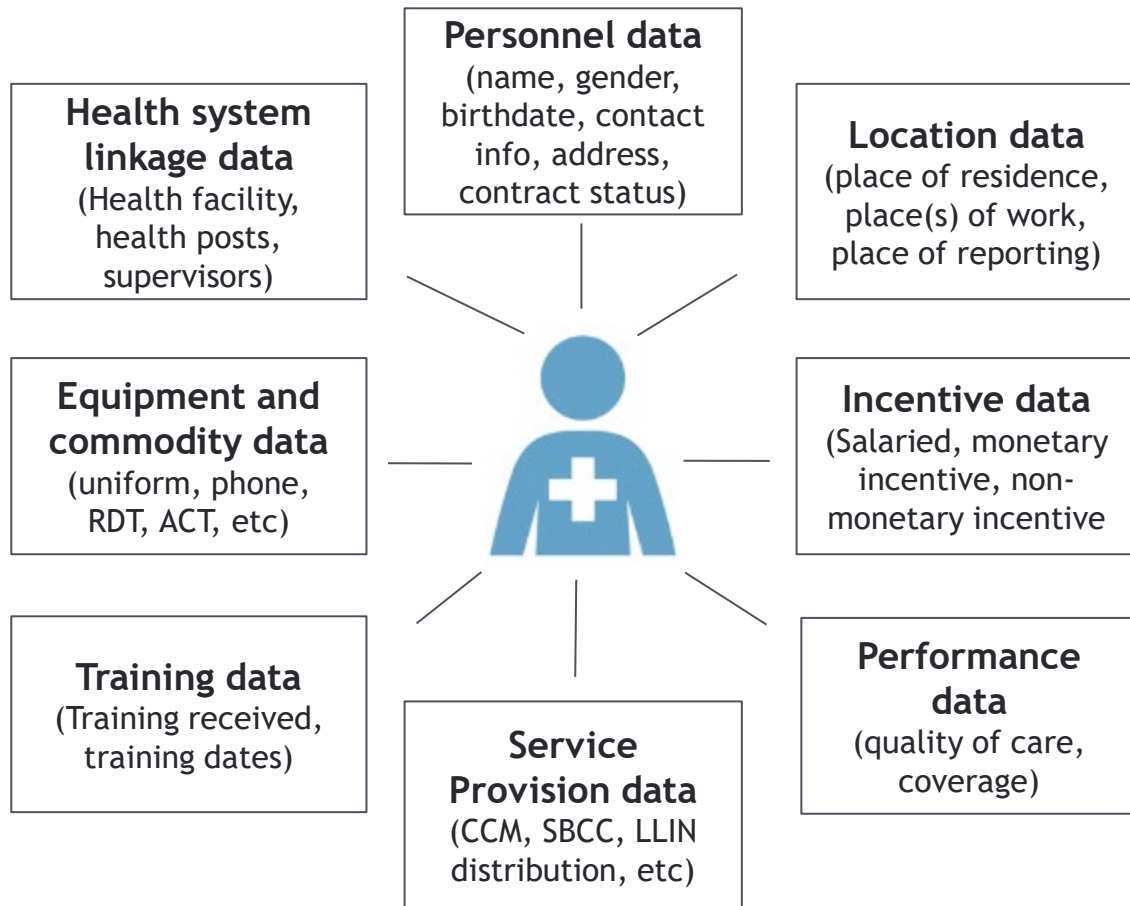 Personnel data
(name, gender,
birthdate, contact
info, address,
contract status)
Health system
linkage data
(Health facility,
health posts,
supervisors)
Location data
(place of residence,
place(s) of work,
place of reporting)
Equipment and
commodity data
(uniform, phone,
RDT, ACT, etc)
Incentive data
(Salaried, monetary
incentive, non-
monetary incentive
Training data
(Training received,
training dates)
Service
Provision data
(CCM, SBCC, LLIN
distribution, etc)
Performance
data
(quality of care,
coverage)